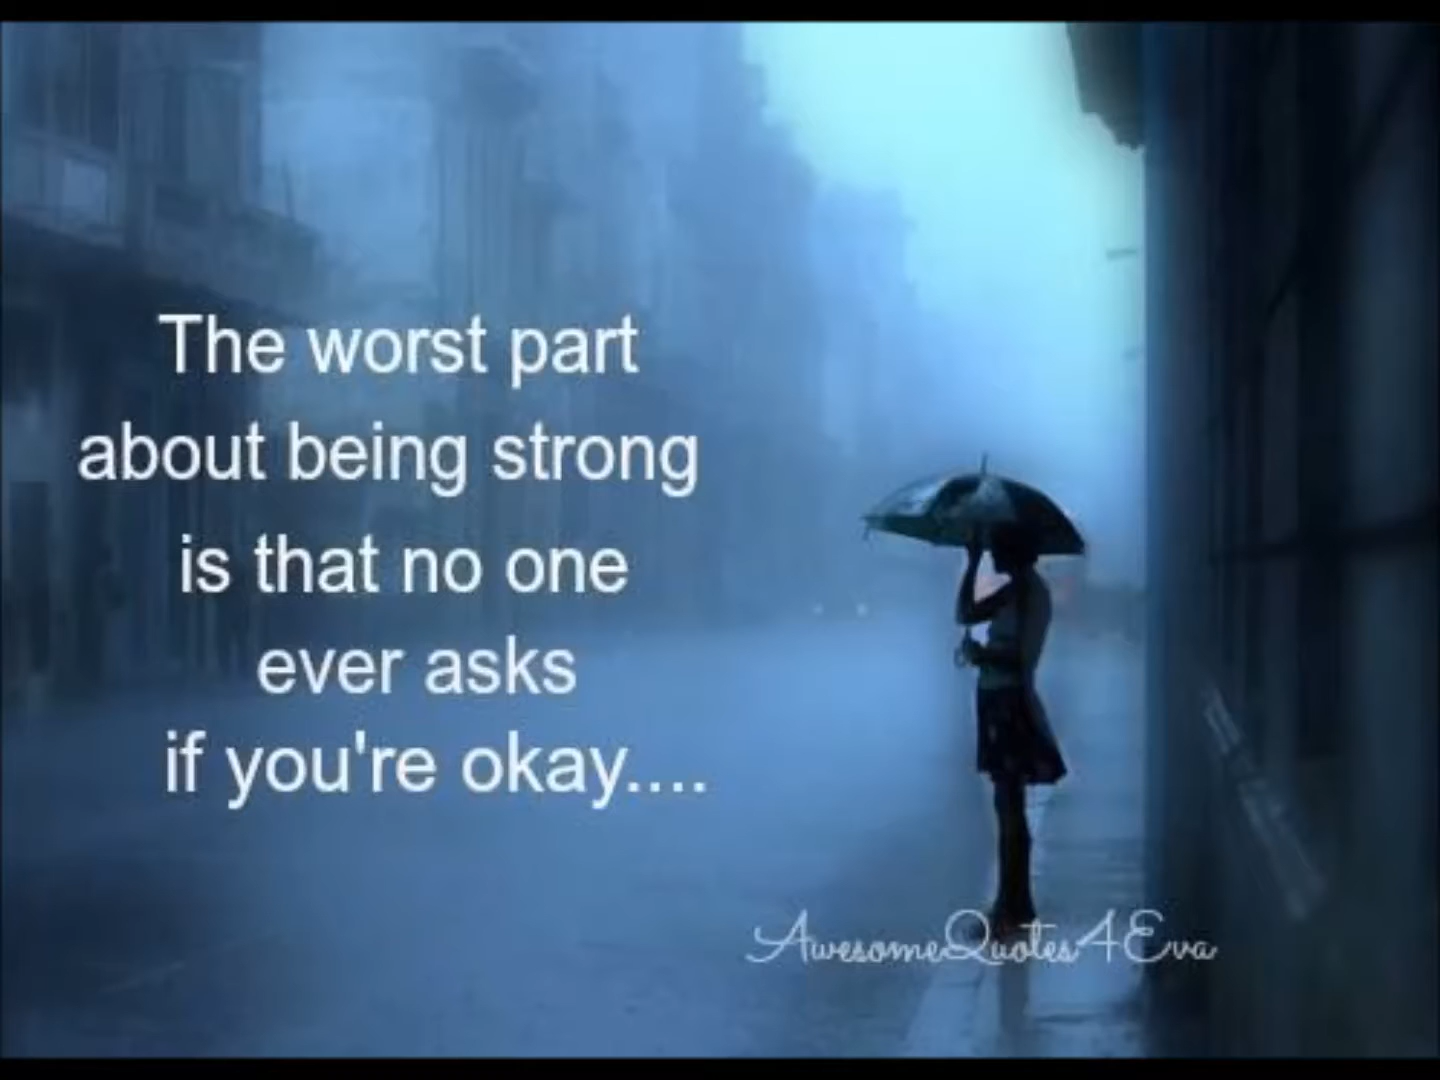 The worst part
about being strong
is that no one
ever asks
if you're okay....
AwesomeQuotes4Eva